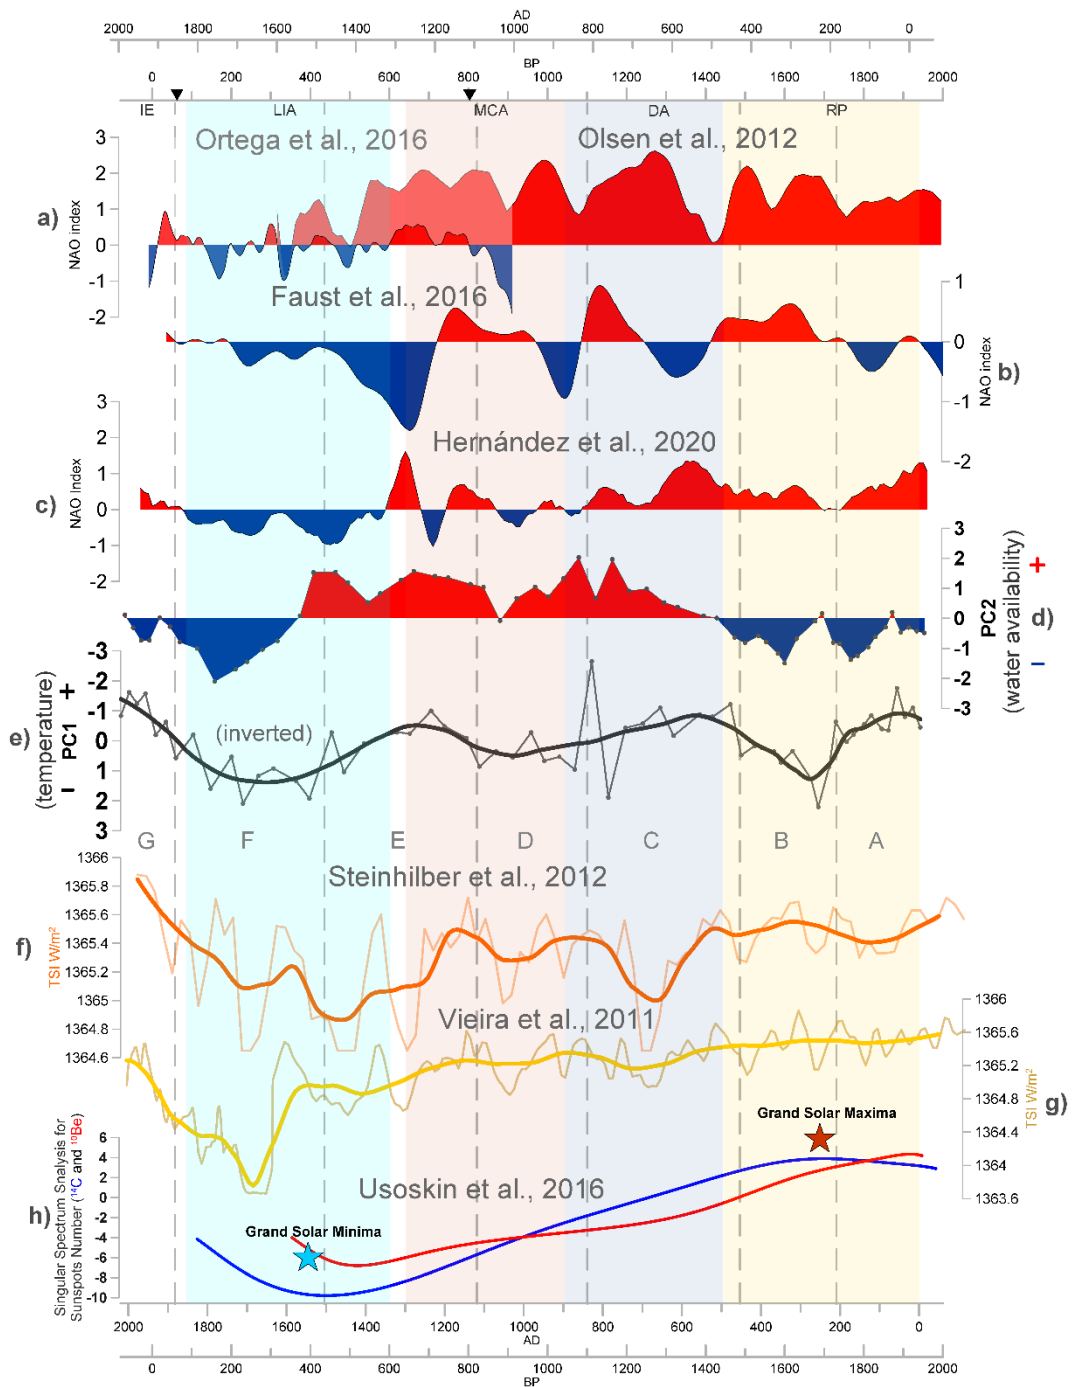 AD
2000 1800 1600 1400 1200 1000 800 600 400 200 0
BP
0 200 400 600 800 1000 1200 1400 1600 1800 2000
IE LIA MCA DA RP
Ortega et al., 2016 Olsen et al., 2012
a)
NAO index
3
2
1
0
-1
-2
Faust et al., 2016
1
0
-1
-2
NAO index
b)
Hernández et al., 2020
c)
NAO Index
3
2
1
0
-1
-2
3
2
1
0
-1
-2
-3
PC2
(water availability)
+
−
d)
e)
(temperature)
PC1
+
−
-3
-2
-1
0
1
2
3
(inverted)
G F E D C B A
Steinhilber et al., 2012
f)
TSI W/m²
1366
1365.8
1365.6
1365.4
1365.2
1365
1364.8
1364.6
Vieira et al., 2011
1366
1365.6
1365.2
1364.8
1364.4
1364
1363.6
TSI W/m²
g)
Grand Solar Maxima
h)
Singular Spectrum Snalysis for
Sunspots Number (¹⁴C and ¹⁰Be)
6
4
2
0
-2
-4
-6
-8
-10
Usoskin et al., 2016
Grand Solar Minima
2000 1800 1600 1400 1200 1000 800 600 400 200 0
AD
0 200 400 600 800 1000 1200 1400 1600 1800 2000
BP